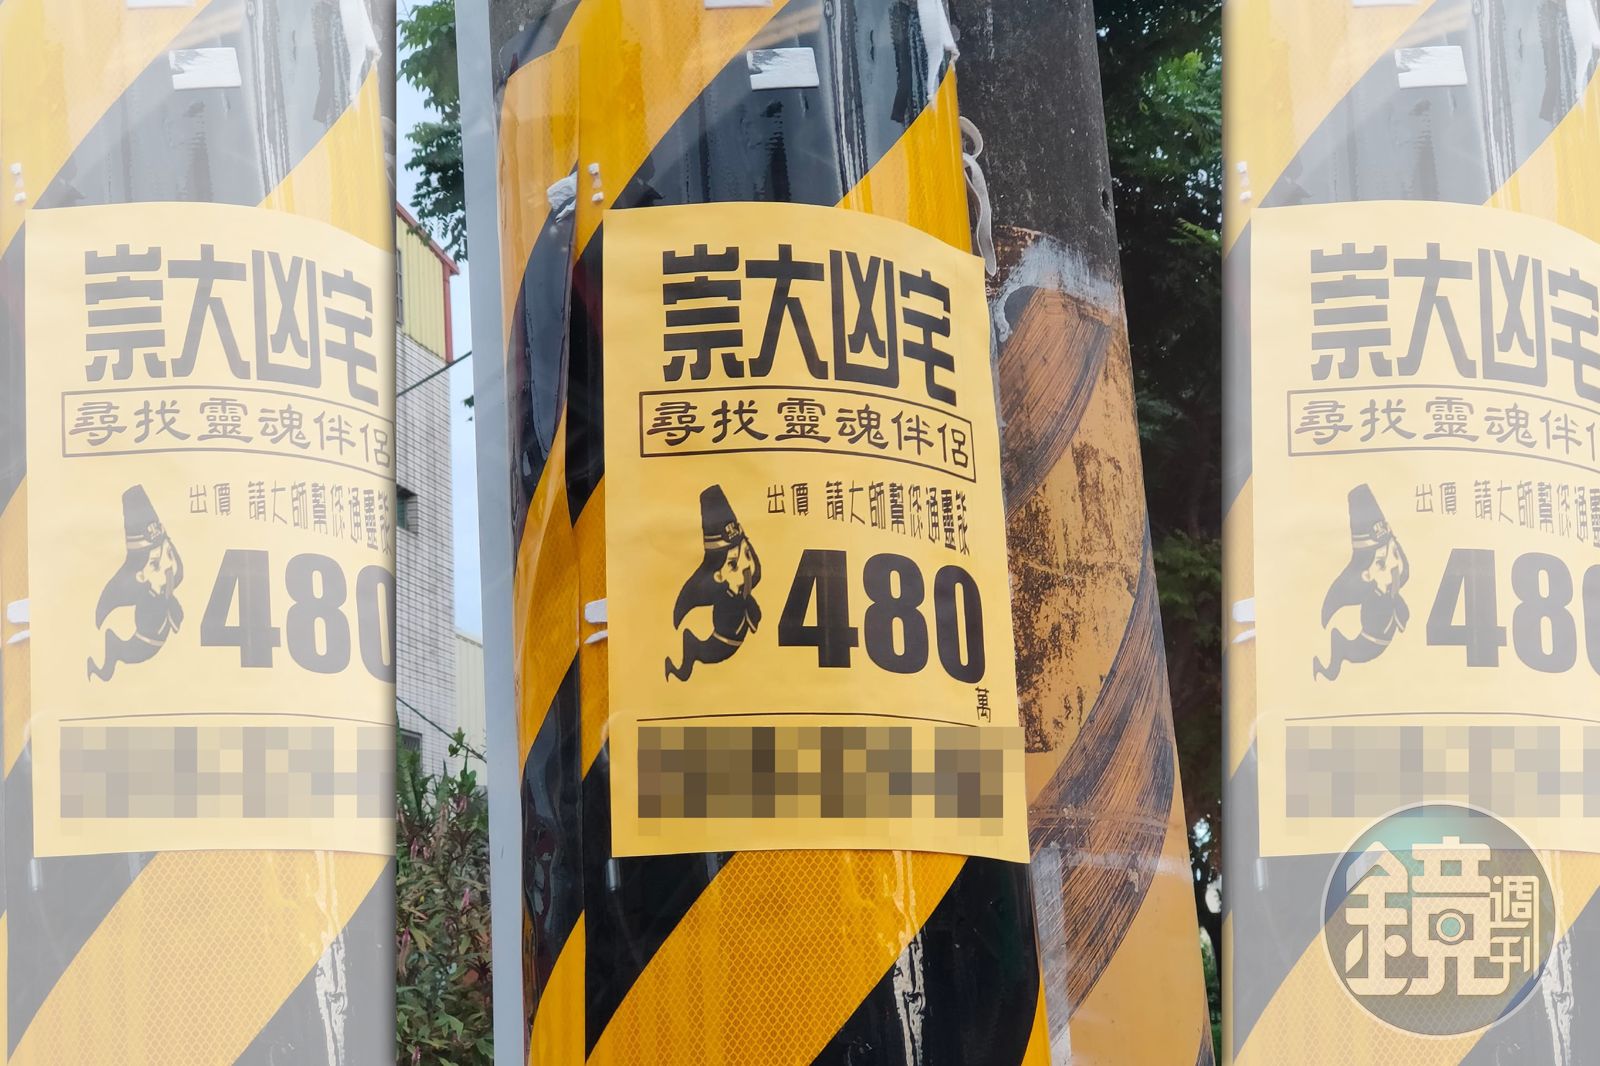 崇大凶宅
尋找靈魂伴侶
出價 請大師幫您通靈談
480
萬
鏡週刊